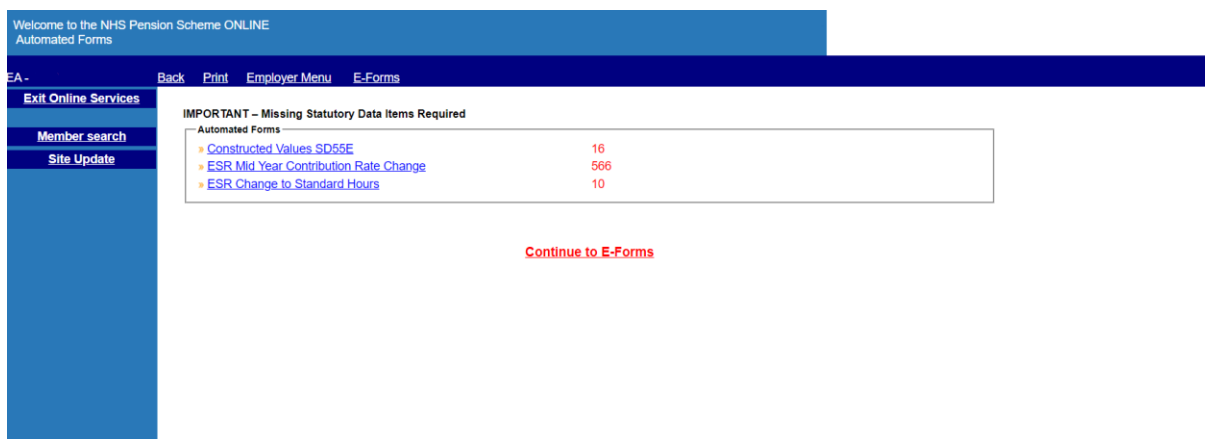 Welcome to the NHS Pension Scheme ONLINE
Automated Forms
EA - Back Print Employer Menu E-Forms
Exit Online Services
Member search
Site Update
IMPORTANT – Missing Statutory Data Items Required
Automated Forms
» Constructed Values SD55E 16
» ESR Mid Year Contribution Rate Change 566
» ESR Change to Standard Hours 10
Continue to E-Forms